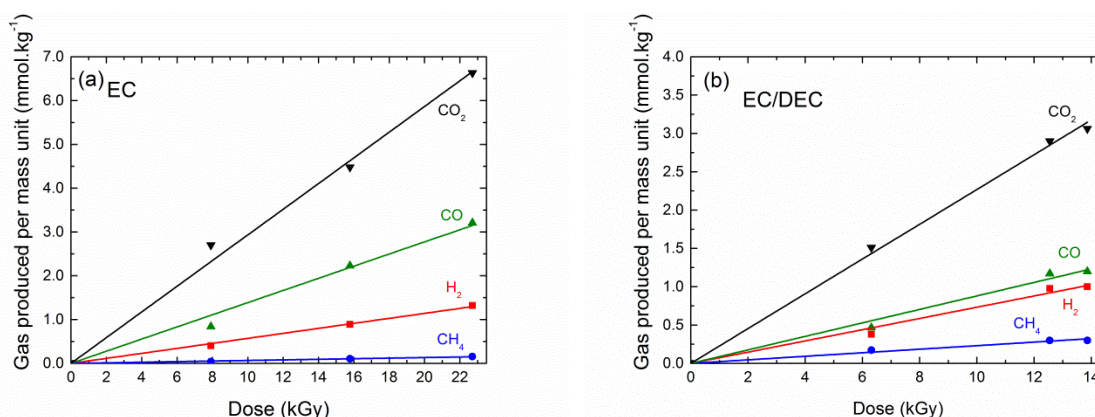 Gas produced per mass unit (mmol.kg⁻¹)
7.0
6.0
5.0
4.0
3.0
2.0
1.0
0.0
(a) EC
CO₂
CO
H₂
CH₄
0 2 4 6 8 10 12 14 16 18 20 22
Dose (kGy)
Gas produced per mass unit (mmol.kg⁻¹)
4.0
3.5
3.0
2.5
2.0
1.5
1.0
0.5
0.0
(b)
EC/DEC
CO₂
CO
H₂
CH₄
0 2 4 6 8 10 12 14
Dose (kGy)